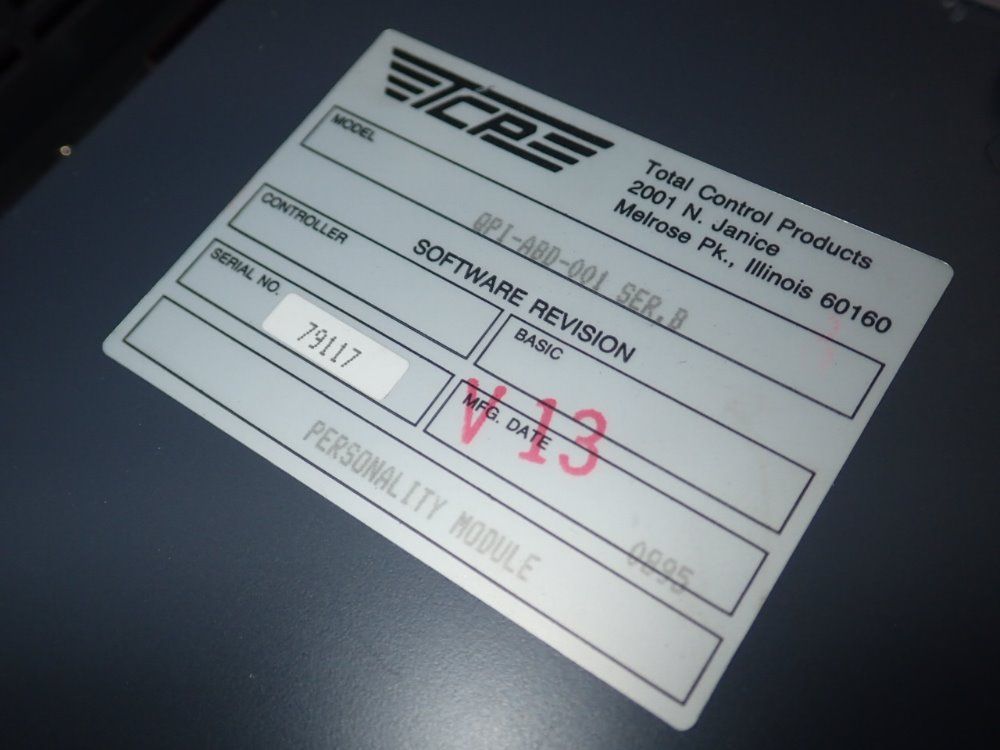 TCP
Total Control Products
2001 N. Janice
Melrose Pk., Illinois 60160
MODEL
QPI-ABD-001 SER.B
SOFTWARE REVISION
CONTROLLER
BASIC
V 13
SERIAL NO.
79117
MFG. DATE
0895
PERSONALITY MODULE